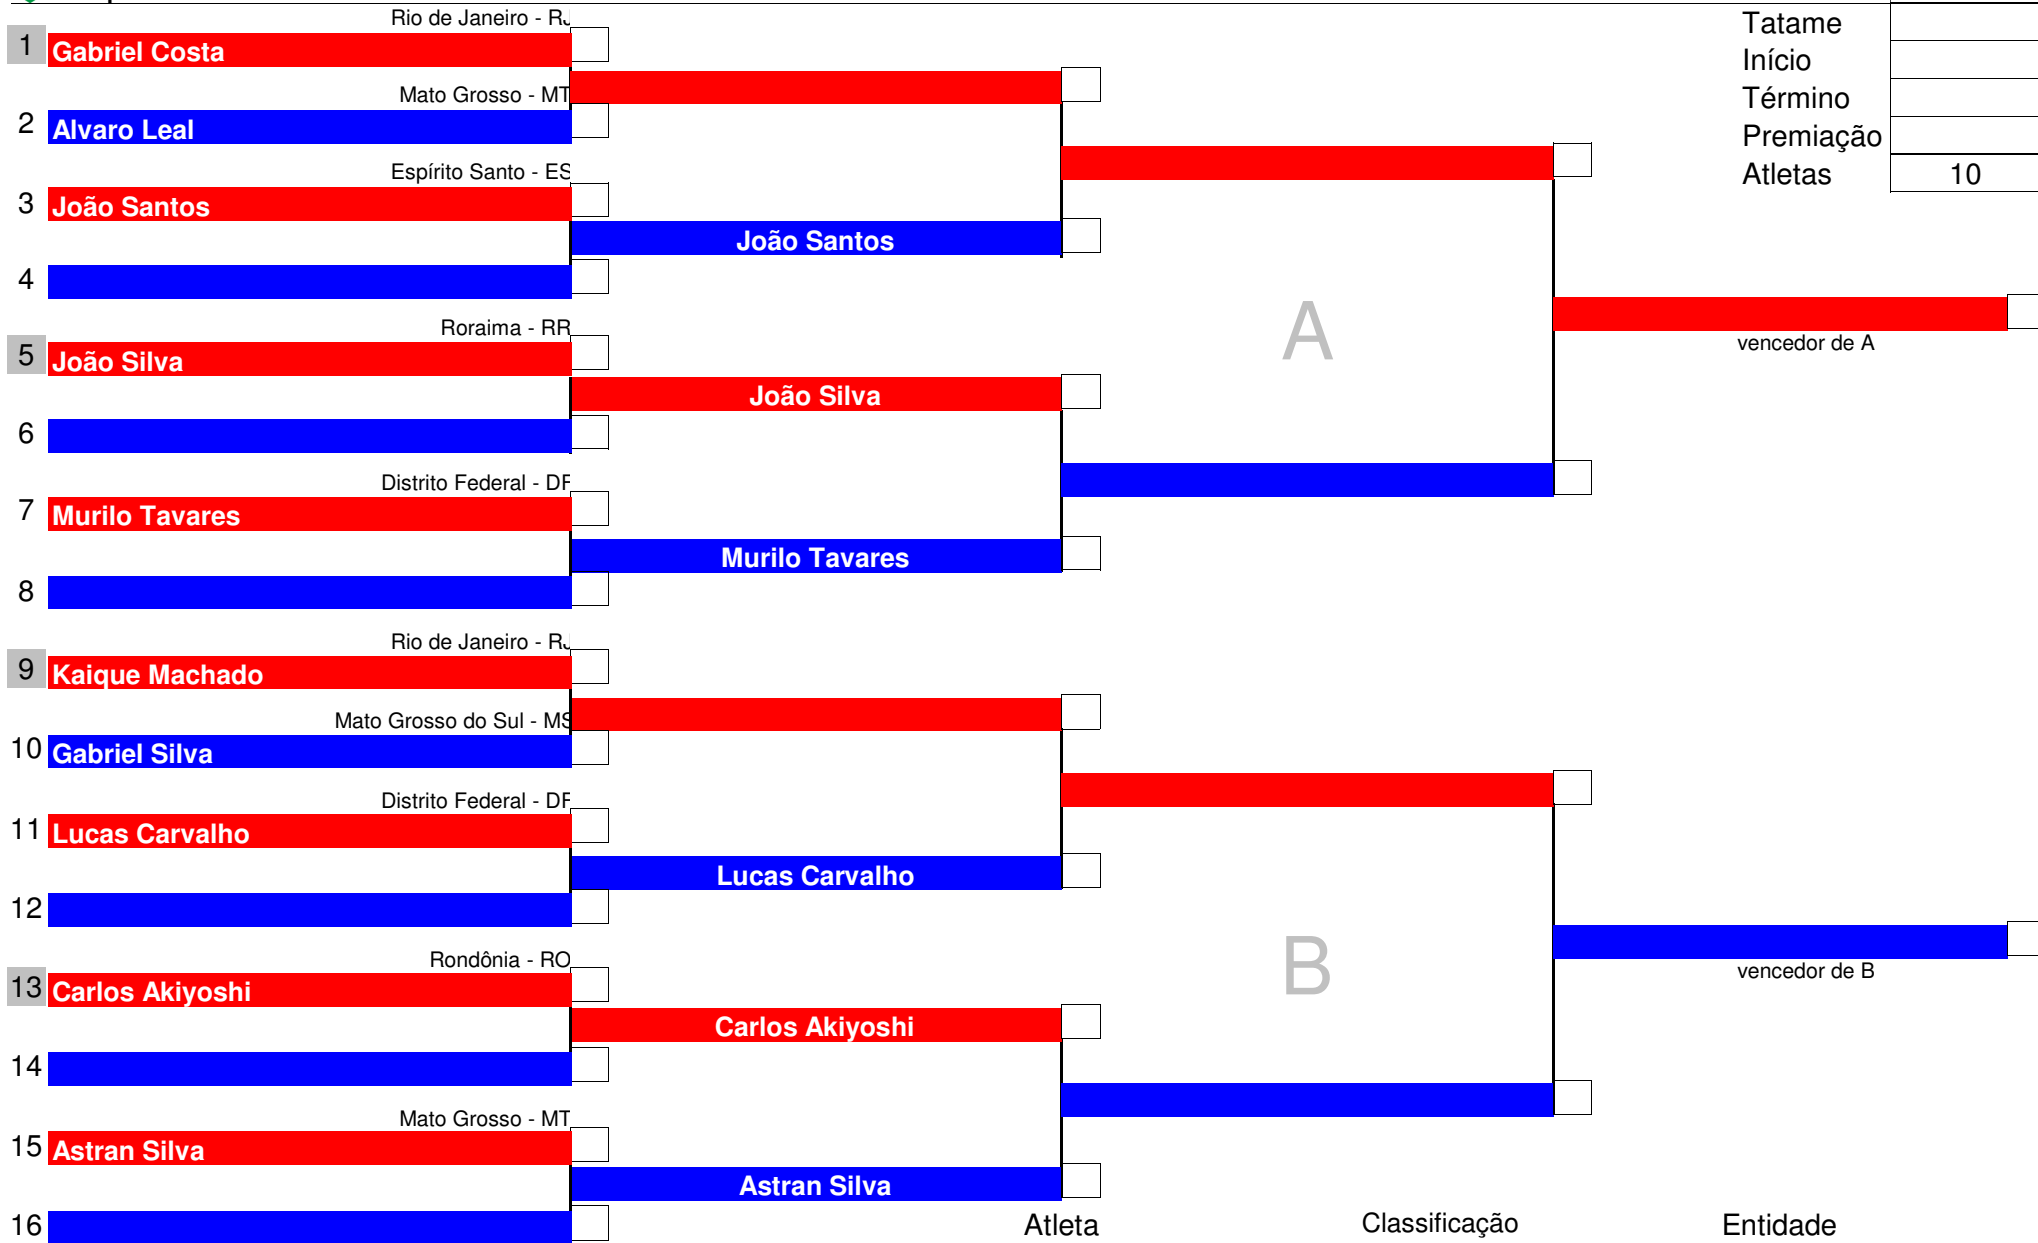 Rio de Janeiro - RJ
1 Gabriel Costa
Mato Grosso - MT
2 Alvaro Leal
Espírito Santo - ES
3 João Santos
João Santos
4
Roraima - RR
5 João Silva
João Silva
6
Distrito Federal - DF
7 Murilo Tavares
Murilo Tavares
8
Rio de Janeiro - RJ
9 Kaique Machado
Mato Grosso do Sul - MS
10 Gabriel Silva
Distrito Federal - DF
11 Lucas Carvalho
Lucas Carvalho
12
Rondônia - RO
13 Carlos Akiyoshi
Carlos Akiyoshi
14
Mato Grosso - MT
15 Astran Silva
Astran Silva
16
A
B
vencedor de A
vencedor de B
Tatame
Início
Término
Premiação
Atletas 10
Atleta Classificação Entidade